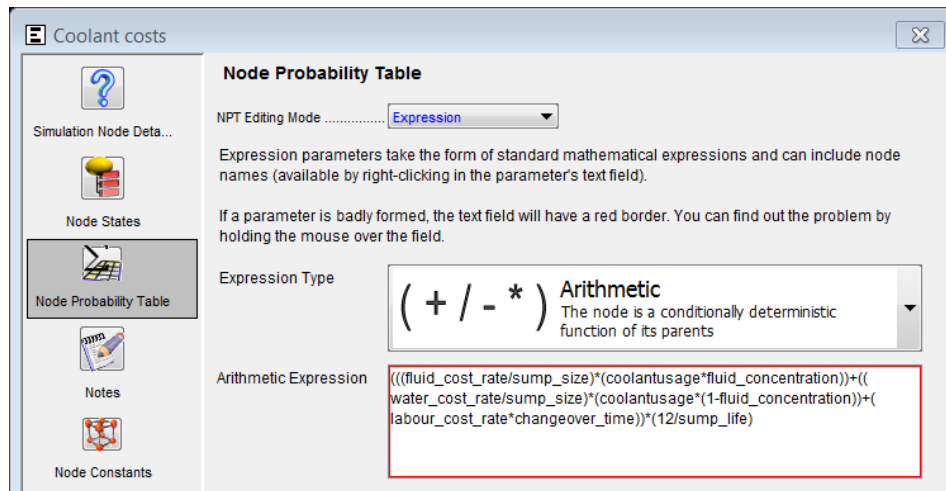 Coolant costs
Node Probability Table
NPT Editing Mode ................ Expression
Simulation Node Deta...
Expression parameters take the form of standard mathematical expressions and can include node
names (available by right-clicking in the parameter's text field).
Node States
If a parameter is badly formed, the text field will have a red border. You can find out the problem by
holding the mouse over the field.
Node Probability Table
Expression Type
( + / - * )
Arithmetic
The node is a conditionally deterministic
function of its parents
Notes
Arithmetic Expression
(((fluid_cost_rate/sump_size)*(coolantusage*fluid_concentration))+((
water_cost_rate/sump_size)*(coolantusage*(1-fluid_concentration))+(
labour_cost_rate*changeover_time))*(12/sump_life)
Node Constants